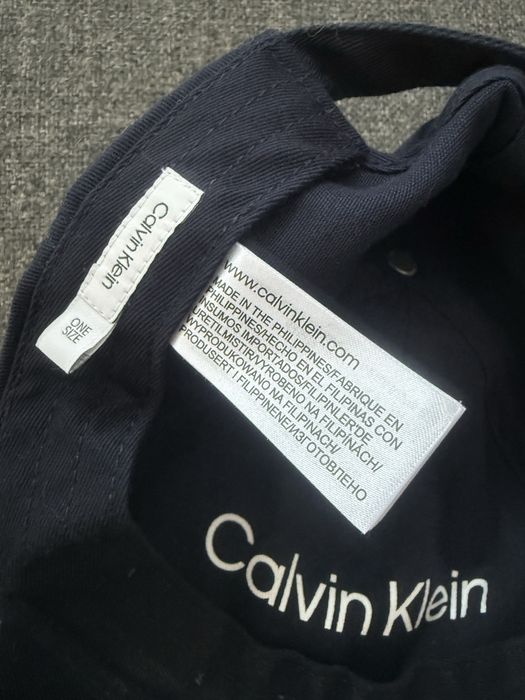 Calvin Klein
ONE
SIZE
www.calvinklein.com
MADE IN THE PHILIPPINES/FABRIQUE EN
PHILIPPINES/HECHO EN EL FILIPINAS CON
INSUMOS IMPORTADOS/FILIPINLER'DE
ÜRETILMISTIR/VYROBENO NA FILIPÍNÁCH/
WYPRODUKOWANO NA FILIPINACH/
PRODUSERT / FILIPPINENE/ИЗГОТОВЛЕНО
Calvin Klein